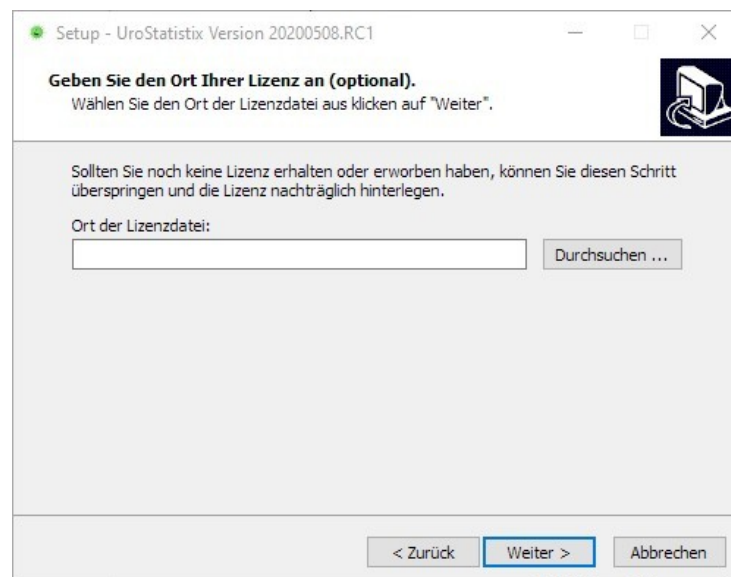 Setup - UroStatistix Version 20200508.RC1
Geben Sie den Ort Ihrer Lizenz an (optional).
Wählen Sie den Ort der Lizenzdatei aus klicken auf "Weiter".
Sollten Sie noch keine Lizenz erhalten oder erworben haben, können Sie diesen Schritt
überspringen und die Lizenz nachträglich hinterlegen.
Ort der Lizenzdatei:
Durchsuchen ...
< Zurück
Weiter >
Abbrechen